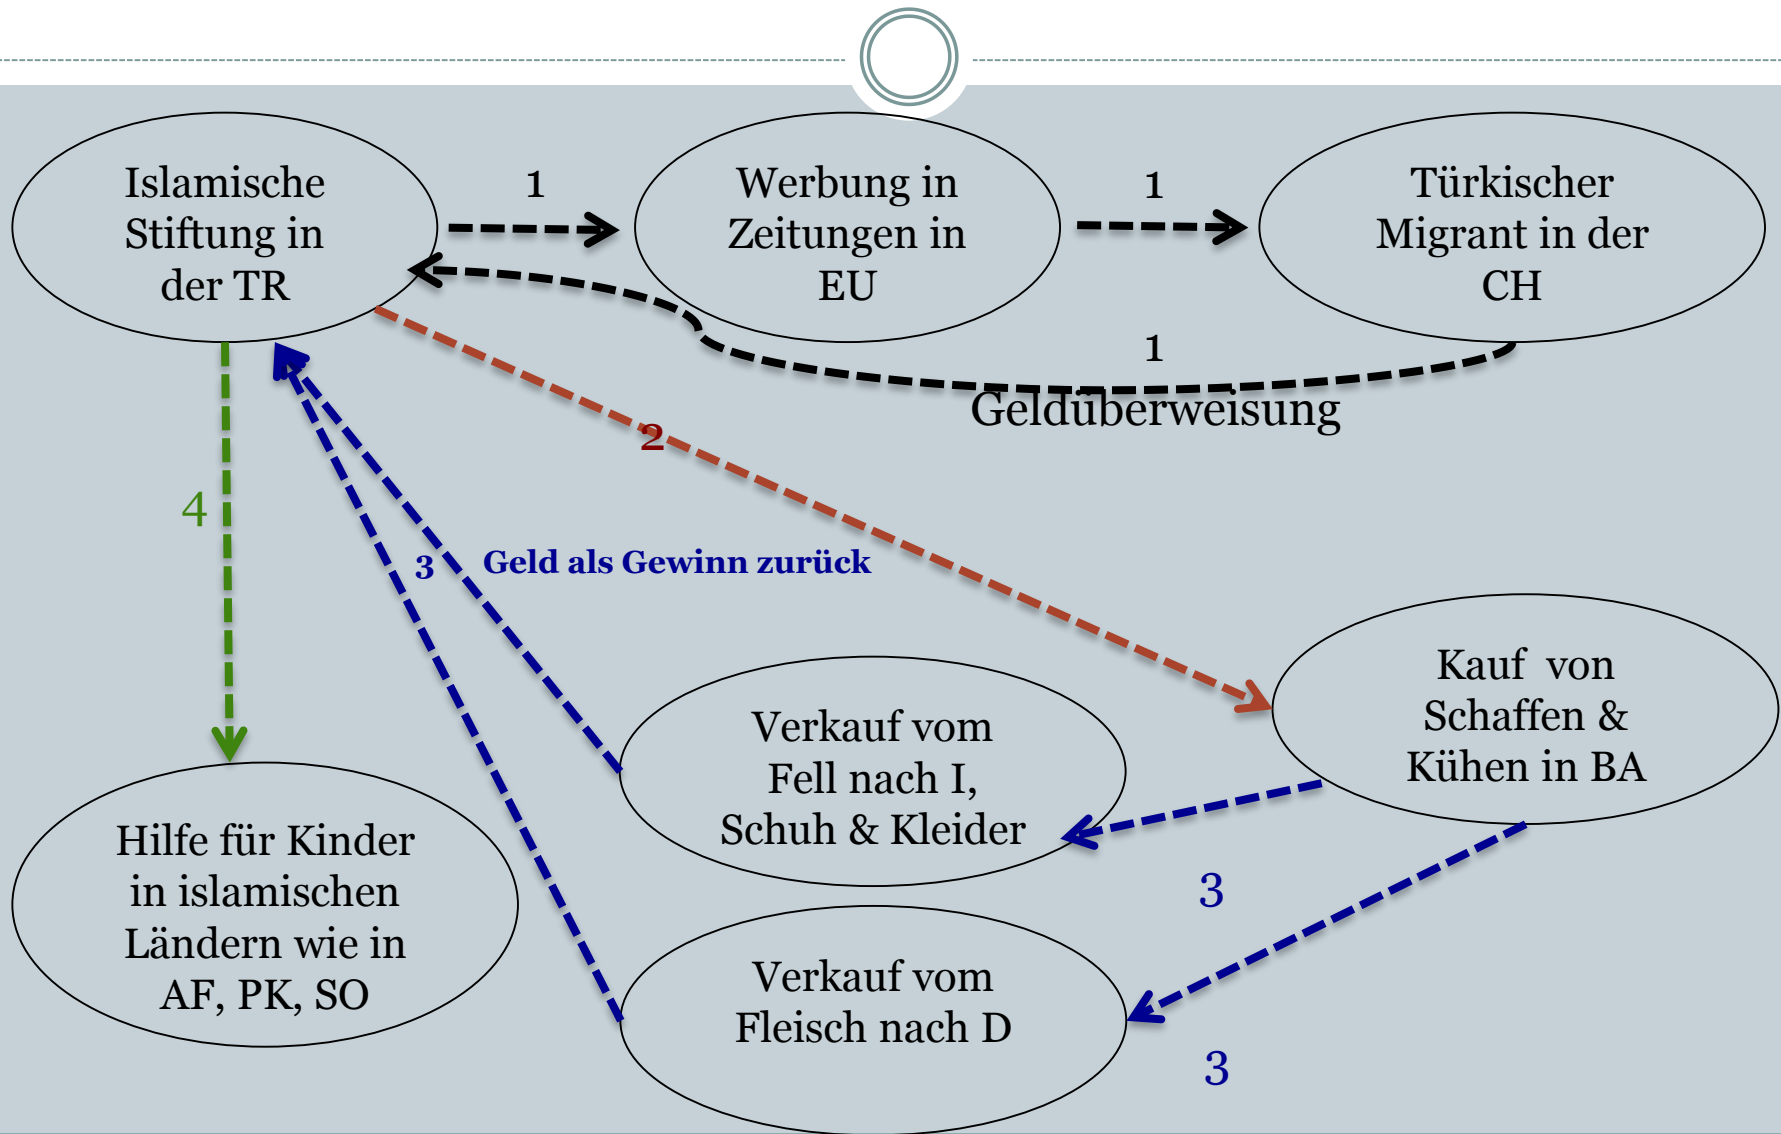 Islamische
Stiftung in
der TR
1
Werbung in
Zeitungen in
EU
1
Türkischer
Migrant in der
CH
1
Geldüberweisung
2
4
3
Geld als Gewinn zurück
Kauf von
Schaffen &
Kühen in BA
Verkauf vom
Fell nach I,
Schuh & Kleider
3
Hilfe für Kinder
in islamischen
Ländern wie in
AF, PK, SO
Verkauf vom
Fleisch nach D
3